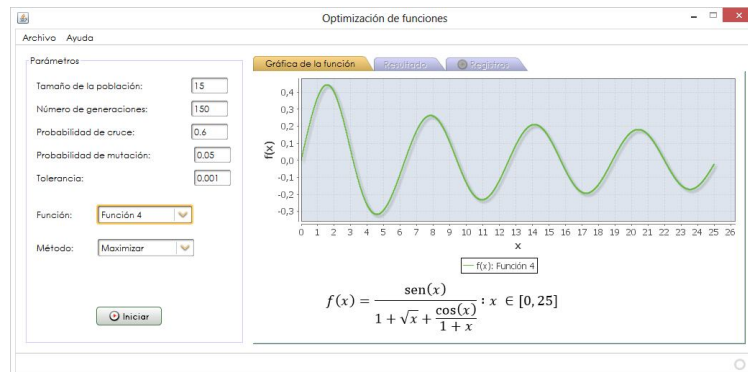 Optimización de funciones
Archivo Ayuda
Parámetros
Tamaño de la población: 15
Número de generaciones: 150
Probabilidad de cruce: 0.6
Probabilidad de mutación: 0.05
Tolerancia: 0.001
Función: Función 4
Método: Maximizar
Iniciar
Gráfica de la función Resultado Registros
0,4
0,3
0,2
0,1
0,0
-0,1
-0,2
-0,3
f(x)
0 1 2 3 4 5 6 7 8 9 10 11 12 13 14 15 16 17 18 19 20 21 22 23 24 25 26
x
f(x): Función 4
f(x) = sen(x) / (1 + √x + cos(x) / (1 + x)) : x ∈ [0, 25]